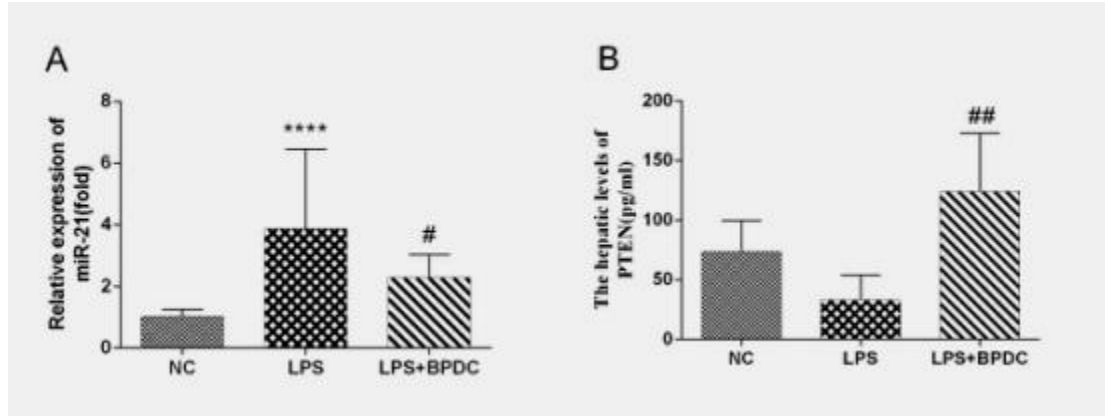 A
Relative expression of
miR-21(fold)
8
6
4
2
0
****
#
NC
LPS
LPS+BPDC
B
The hepatic levels of
PTEN(pg/ml)
200
150
100
50
0
##
NC
LPS
LPS+BPDC